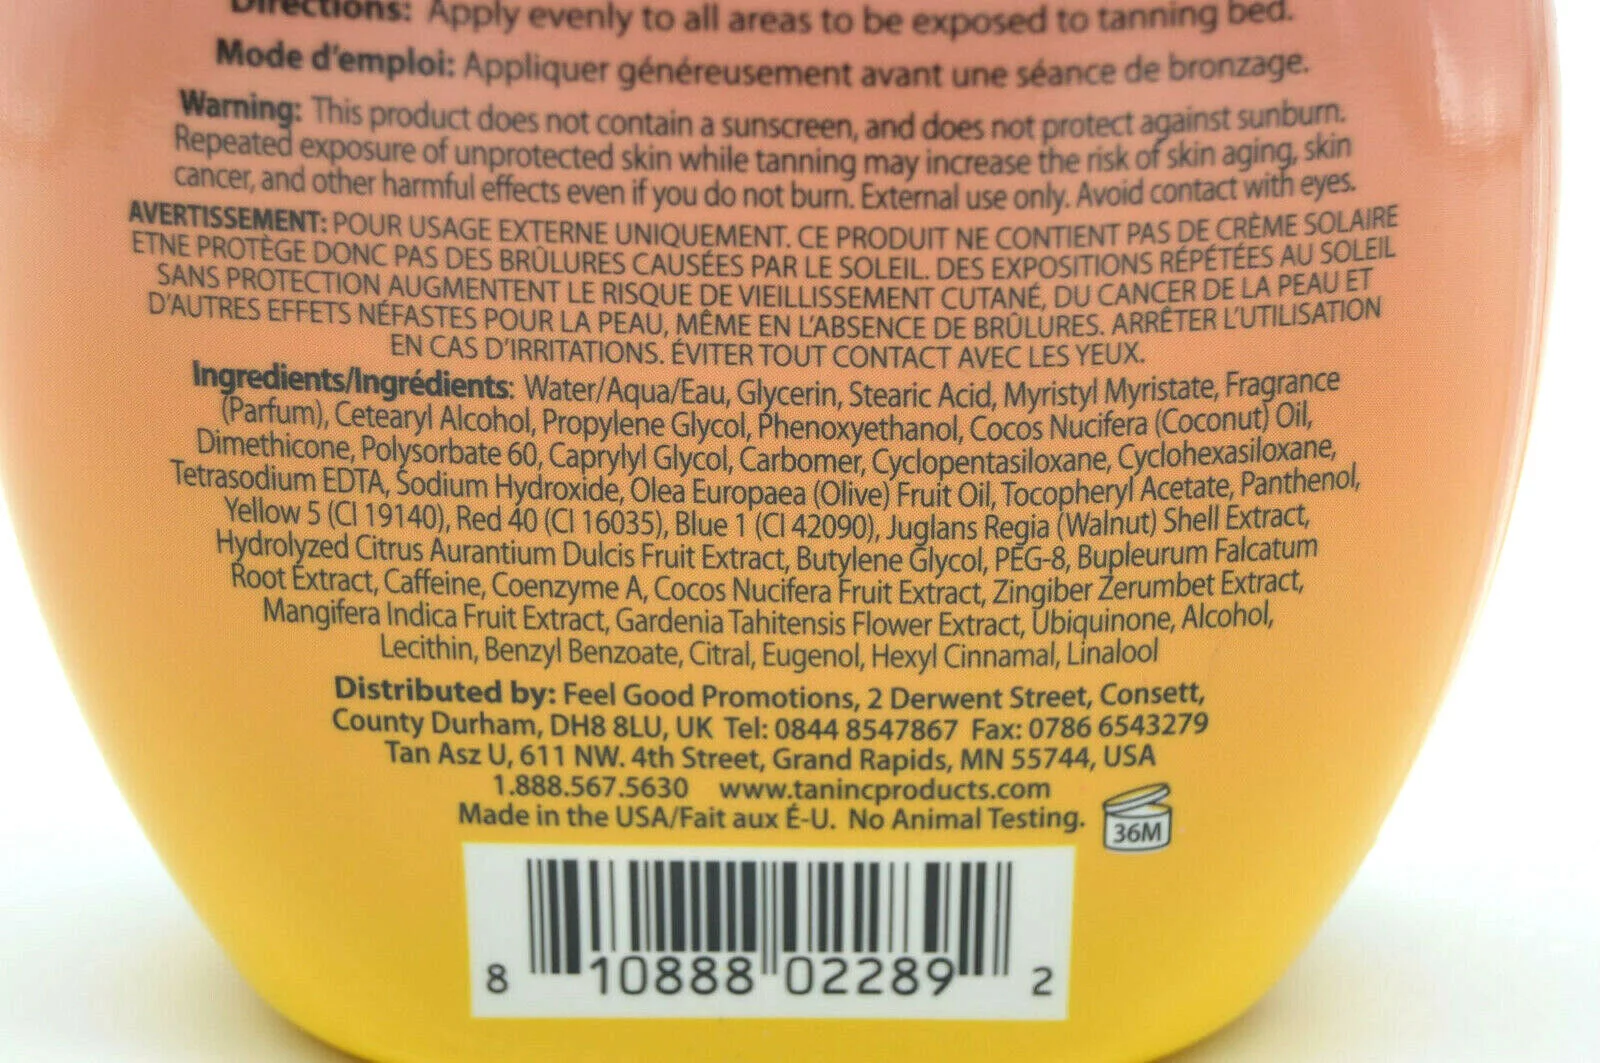 Directions: Apply evenly to all areas to be exposed to tanning bed.
Mode d'emploi: Appliquer généreusement avant une séance de bronzage.
Warning: This product does not contain a sunscreen, and does not protect against sunburn.
Repeated exposure of unprotected skin while tanning may increase the risk of skin aging, skin
cancer, and other harmful effects even if you do not burn. External use only. Avoid contact with eyes.
AVERTISSEMENT: POUR USAGE EXTERNE UNIQUEMENT. CE PRODUIT NE CONTIENT PAS DE CRÈME SOLAIRE
ETNE PROTÈGE DONC PAS DES BRÛLURES CAUSÉES PAR LE SOLEIL. DES EXPOSITIONS RÉPÉTÉES AU SOLEIL
SANS PROTECTION AUGMENTENT LE RISQUE DE VIEILLISSEMENT CUTANÉ, DU CANCER DE LA PEAU ET
D'AUTRES EFFETS NÉFASTES POUR LA PEAU, MÊME EN L'ABSENCE DE BRÛLURES. ARRÊTER L'UTILISATION
EN CAS D'IRRITATIONS. ÉVITER TOUT CONTACT AVEC LES YEUX.
Ingredients/Ingrédients: Water/Aqua/Eau, Glycerin, Stearic Acid, Myristyl Myristate, Fragrance
(Parfum), Cetearyl Alcohol, Propylene Glycol, Phenoxyethanol, Cocos Nucifera (Coconut) Oil,
Dimethicone, Polysorbate 60, Caprylyl Glycol, Carbomer, Cyclopentasiloxane, Cyclohexasiloxane,
Tetrasodium EDTA, Sodium Hydroxide, Olea Europaea (Olive) Fruit Oil, Tocopheryl Acetate, Panthenol,
Yellow 5 (CI 19140), Red 40 (CI 16035), Blue 1 (CI 42090), Juglans Regia (Walnut) Shell Extract,
Hydrolyzed Citrus Aurantium Dulcis Fruit Extract, Butylene Glycol, PEG-8, Bupleurum Falcatum
Root Extract, Caffeine, Coenzyme A, Cocos Nucifera Fruit Extract, Zingiber Zerumbet Extract,
Mangifera Indica Fruit Extract, Gardenia Tahitensis Flower Extract, Ubiquinone, Alcohol,
Lecithin, Benzyl Benzoate, Citral, Eugenol, Hexyl Cinnamal, Linalool
Distributed by: Feel Good Promotions, 2 Derwent Street, Consett,
County Durham, DH8 8LU, UK Tel: 0844 8547867 Fax: 0786 6543279
Tan Asz U, 611 NW. 4th Street, Grand Rapids, MN 55744, USA
1.888.567.5630 www.tanincproducts.com
Made in the USA/Fait aux É-U. No Animal Testing.
36M
8 10888 02289 2